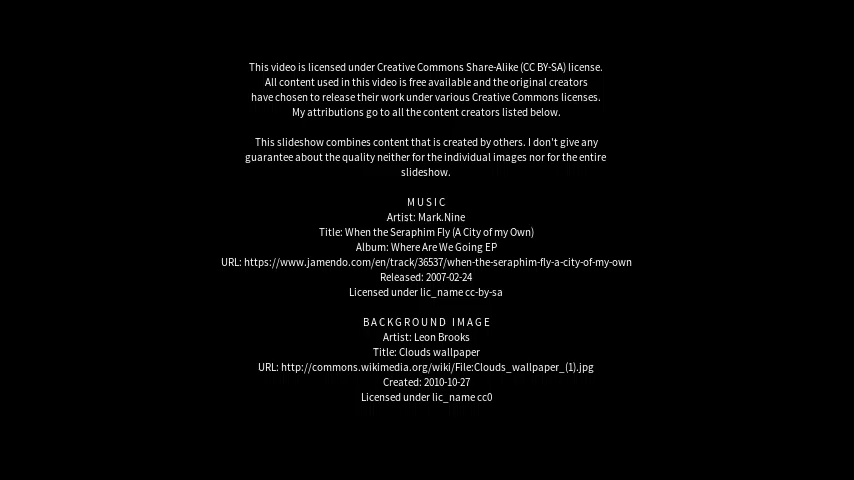 This video is licensed under Creative Commons Share-Alike (CC BY-SA) license.
All content used in this video is free available and the original creators
have chosen to release their work under various Creative Commons licenses.
My attributions go to all the content creators listed below.
This slideshow combines content that is created by others. I don't give any
guarantee about the quality neither for the individual images nor for the entire
slideshow.
MUSIC
Artist: Mark.Nine
Title: When the Seraphim Fly (A City of my Own)
Album: Where Are We Going EP
URL: https://www.jamendo.com/en/track/36537/when-the-seraphim-fly-a-city-of-my-own
Released: 2007-02-24
Licensed under lic_name cc-by-sa
BACKGROUND IMAGE
Artist: Leon Brooks
Title: Clouds wallpaper
URL: http://commons.wikimedia.org/wiki/File:Clouds_wallpaper_(1).jpg
Created: 2010-10-27
Licensed under lic_name cc0